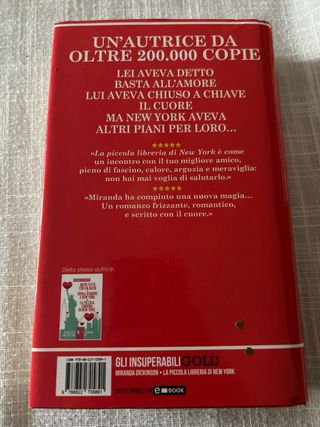 UN'AUTRICE DA
OLTRE 200.000 COPIE
LEI AVEVA DETTO
BASTA ALL'AMORE
LUI AVEVA CHIUSO A CHIAVE
IL CUORE
MA NEW YORK AVEVA
ALTRI PIANI PER LORO...
«La piccola libreria di New York è come
un incontro con il tuo migliore amico,
pieno di fascino, calore, arguzia e meraviglia:
non hai mai voglia di salutarlo.»
«Miranda ha compiuto una nuova magia...
Un romanzo frizzante, romantico,
e scritto con il cuore.»
Della stessa autrice:
GLI INSUPERABILI GOLD
MIRANDA DICKINSON • LA PICCOLA LIBRERIA DI NEW YORK
DISPONIBILE IN eBOOK